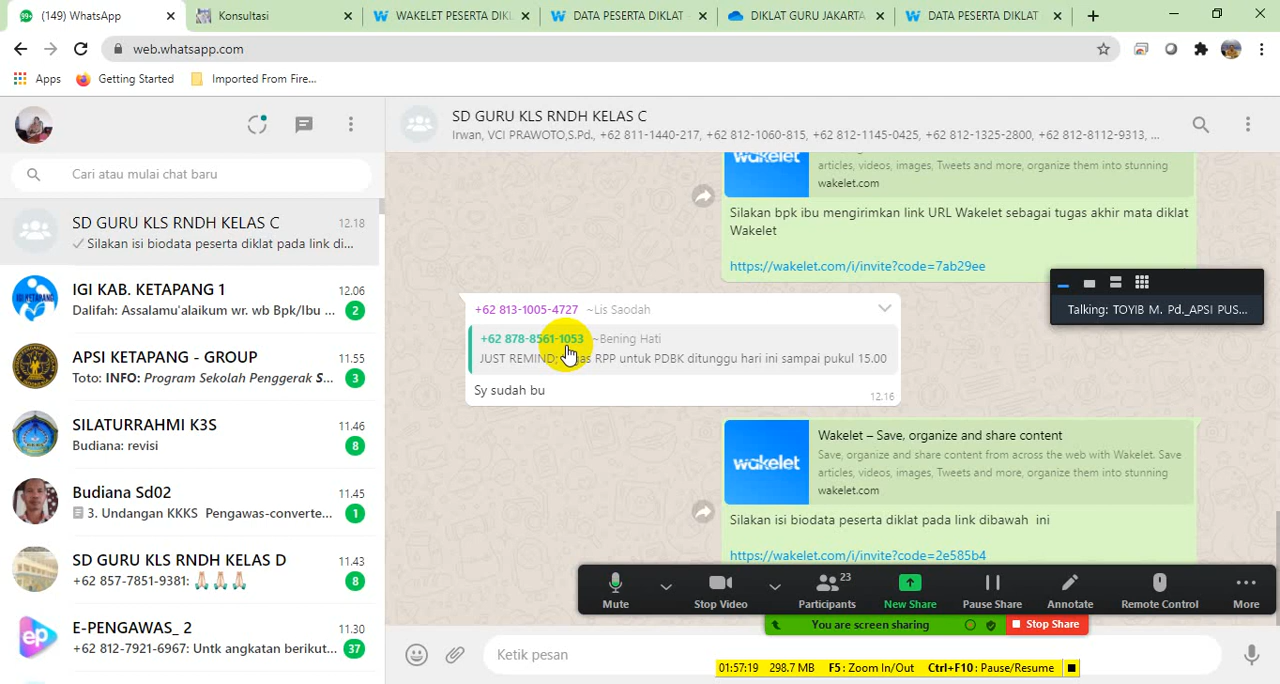 (149) WhatsApp
Konsultasi
WAKELET PESERTA DIKL
DATA PESERTA DIKLAT -
DIKLAT GURU JAKARTA
DATA PESERTA DIKLAT
99+
web.whatsapp.com
Apps
Getting Started
Imported From Fire...
SD GURU KLS RNDH KELAS C
Irwan, VCI PRAWOTO,S.Pd., +62 811-1440-217, +62 812-1060-815, +62 812-1145-0425, +62 812-1325-2800, +62 812-8112-9313, ...
Cari atau mulai chat baru
SD GURU KLS RNDH KELAS C
12.18
Silakan isi biodata peserta diklat pada link di...
IGI KAB. KETAPANG 1
12.06
Dalifah: Assalamu'alaikum wr. wb Bpk/Ibu ...
2
APSI KETAPANG - GROUP
11.55
Toto: INFO: Program Sekolah Penggerak S...
3
SILATURRAHMI K3S
11.46
Budiana: revisi
8
Budiana Sd02
11.45
3. Undangan KKKS Pengawas-converte...
1
SD GURU KLS RNDH KELAS D
11.43
+62 857-7851-9381:
8
E-PENGAWAS_ 2
11.30
+62 812-7921-6967: Untk angkatan berikut...
37
ep
wakelet
articles, videos, images, Tweets and more, organize them into stunning
wakelet.com
Silakan bpk ibu mengirimkan link URL Wakelet sebagai tugas akhir mata diklat
Wakelet
https://wakelet.com/i/invite?code=7ab29ee
Talking: TOYIB M. Pd._APSI PUS...
+62 813-1005-4727 ~Lis Saodah
+62 878-8561-1053 ~Bening Hati
JUST REMIND; RPP untuk PDBK ditunggu hari ini sampai pukul 15.00
Sy sudah bu
12.16
wakelet
Wakelet – Save, organize and share content
Save, organize and share content from across the web with Wakelet. Save
articles, videos, images, Tweets and more, organize them into stunning
wakelet.com
Silakan isi biodata peserta diklat pada link dibawah ini
https://wakelet.com/i/invite?code=2e585b4
Mute
Stop Video
Participants
23
New Share
Pause Share
Annotate
Remote Control
More
You are screen sharing
Stop Share
Ketik pesan
01:57:19 298.7 MB F5: Zoom In/Out Ctrl+F10: Pause/Resume